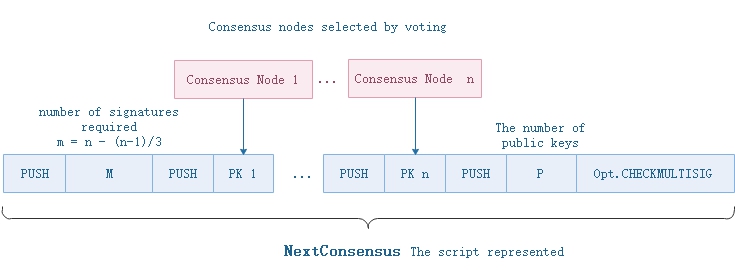 Consensus nodes selected by voting
Consensus Node 1 ... Consensus Node n
number of signatures
required
m = n - (n-1)/3
The number of
public keys
PUSH M PUSH PK 1 ... PUSH PK n PUSH P Opt.CHECKMULTISIG
NextConsensus The script represented